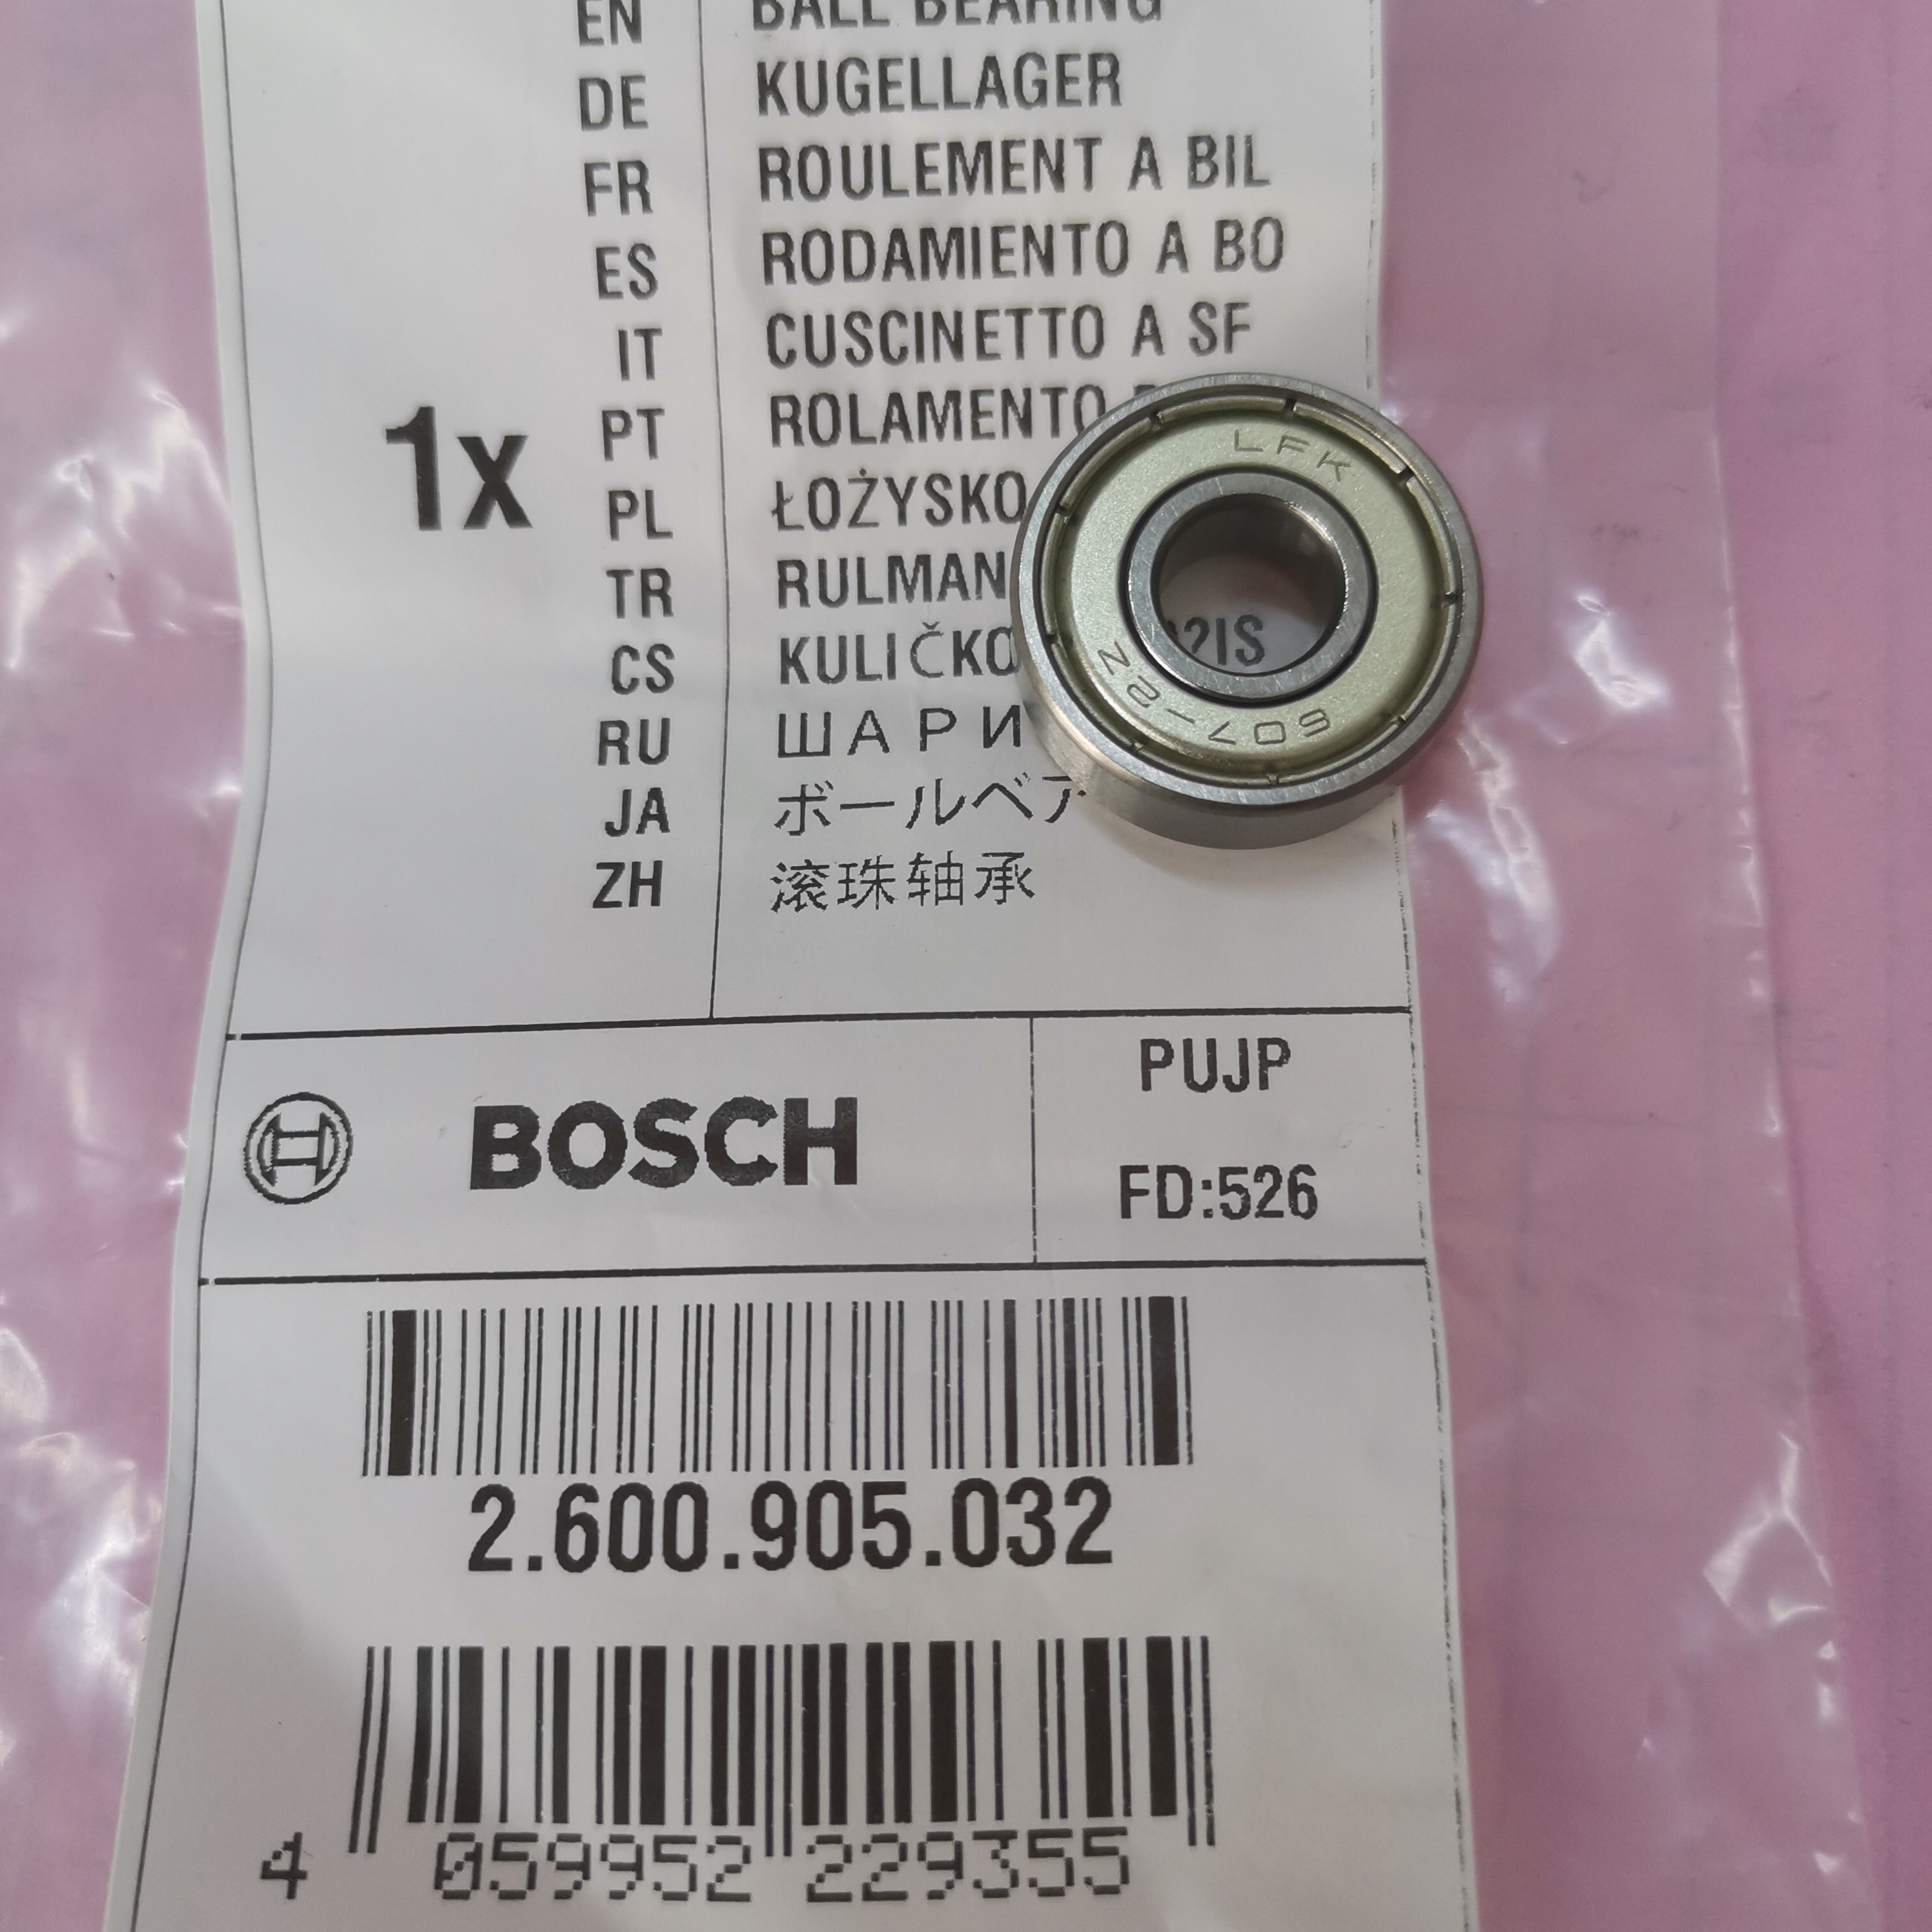 EN BALL BEARING
DE KUGELLAGER
FR ROULEMENT A BIL
ES RODAMIENTO A BO
IT CUSCINETTO A SF
1x
PT ROLAMENTO
PL ŁOŻYSKO
TR RULMAN
CS KULIČKO
RU ШАРИ
JA ボールベア
ZH 滚珠轴承
LFK
607-2Z
BOSCH
PUJP
FD:526
2.600.905.032
4 059952 229355